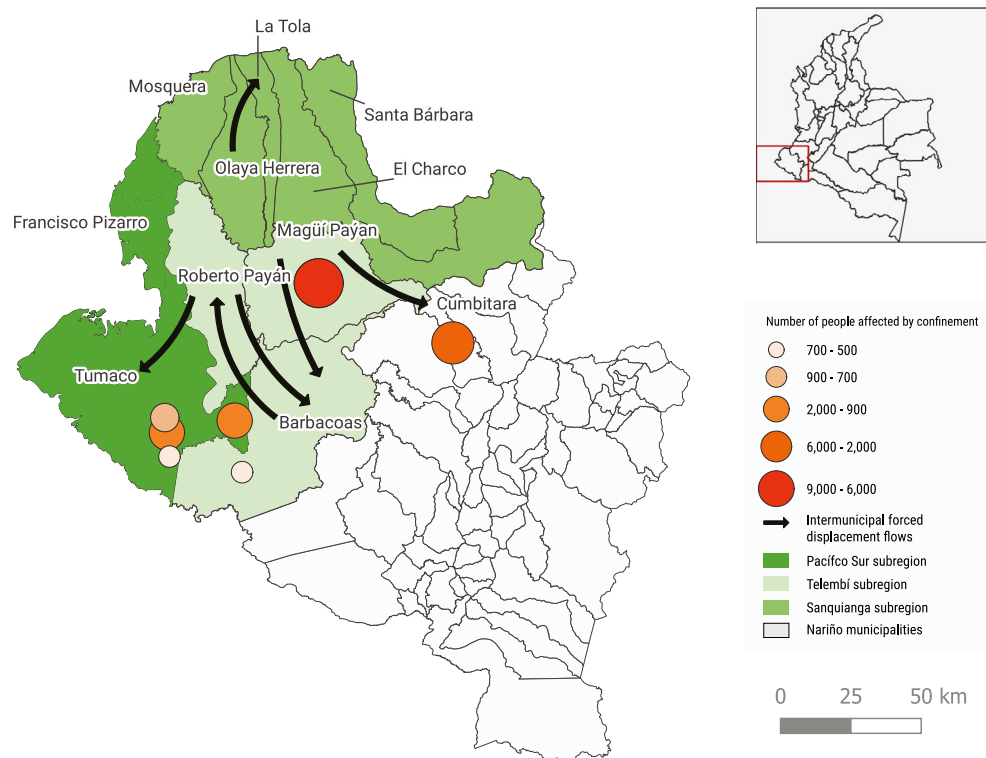 La Tola
Mosquera
Santa Bárbara
Olaya Herrera
El Charco
Francisco Pizarro
Magüí Paýan
Roberto Payán
Cumbitara
Tumaco
Barbacoas
Number of people affected by confinement
700 - 500
900 - 700
2,000 - 900
6,000 - 2,000
9,000 - 6,000
Intermunicipal forced
displacement flows
Pacífco Sur subregion
Telembí subregion
Sanquianga subregion
Nariño municipalities
0 25 50 km